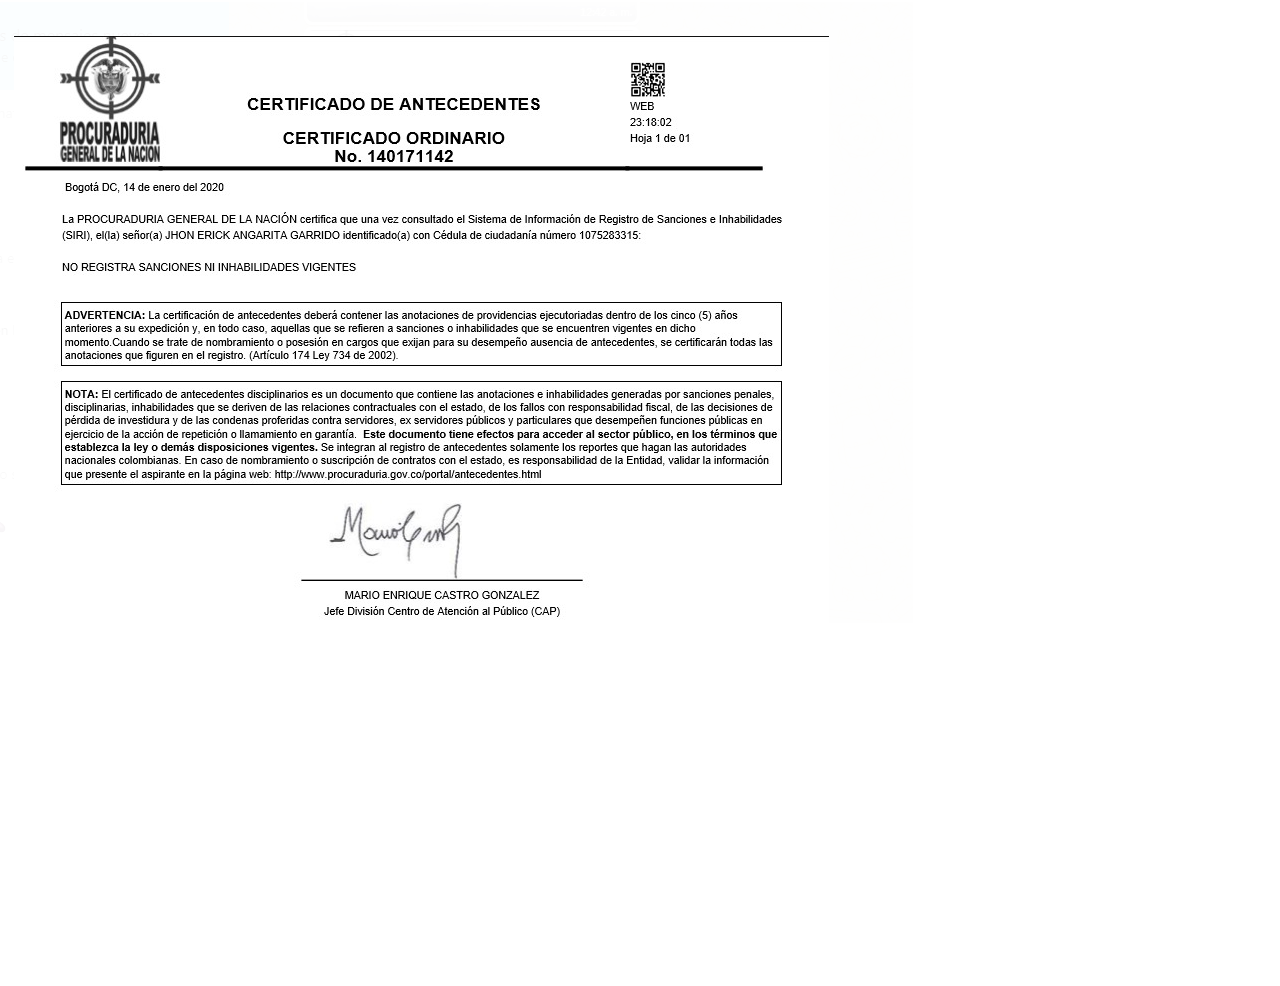 PROCURADURIA
GENERAL DE LA NACION
CERTIFICADO DE ANTECEDENTES
CERTIFICADO ORDINARIO
No. 140171142
WEB
23:18:02
Hoja 1 de 01
Bogotá DC, 14 de enero del 2020
La PROCURADURIA GENERAL DE LA NACIÓN certifica que una vez consultado el Sistema de Información de Registro de Sanciones e Inhabilidades
(SIRI), el(la) señor(a) JHON ERICK ANGARITA GARRIDO identificado(a) con Cédula de ciudadanía número 1075283315:
NO REGISTRA SANCIONES NI INHABILIDADES VIGENTES
ADVERTENCIA: La certificación de antecedentes deberá contener las anotaciones de providencias ejecutoriadas dentro de los cinco (5) años
anteriores a su expedición y, en todo caso, aquellas que se refieren a sanciones o inhabilidades que se encuentren vigentes en dicho
momento.Cuando se trate de nombramiento o posesión en cargos que exijan para su desempeño ausencia de antecedentes, se certificarán todas las
anotaciones que figuren en el registro. (Artículo 174 Ley 734 de 2002).
NOTA: El certificado de antecedentes disciplinarios es un documento que contiene las anotaciones e inhabilidades generadas por sanciones penales,
disciplinarias, inhabilidades que se deriven de las relaciones contractuales con el estado, de los fallos con responsabilidad fiscal, de las decisiones de
pérdida de investidura y de las condenas proferidas contra servidores, ex servidores públicos y particulares que desempeñen funciones públicas en
ejercicio de la acción de repetición o llamamiento en garantía. Este documento tiene efectos para acceder al sector público, en los términos que
establezca la ley o demás disposiciones vigentes. Se integran al registro de antecedentes solamente los reportes que hagan las autoridades
nacionales colombianas. En caso de nombramiento o suscripción de contratos con el estado, es responsabilidad de la Entidad, validar la información
que presente el aspirante en la página web: http://www.procuraduria.gov.co/portal/antecedentes.html
MARIO ENRIQUE CASTRO GONZALEZ
Jefe División Centro de Atención al Público (CAP)